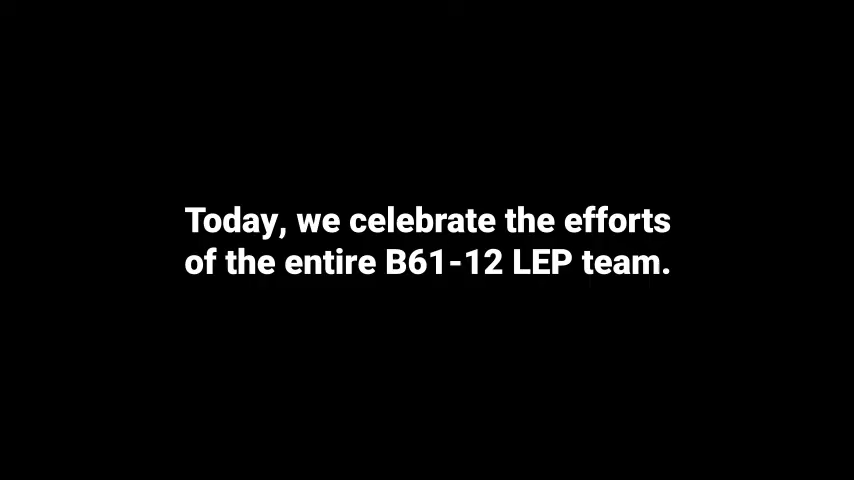 Today, we celebrate the efforts
of the entire B61-12 LEP team.